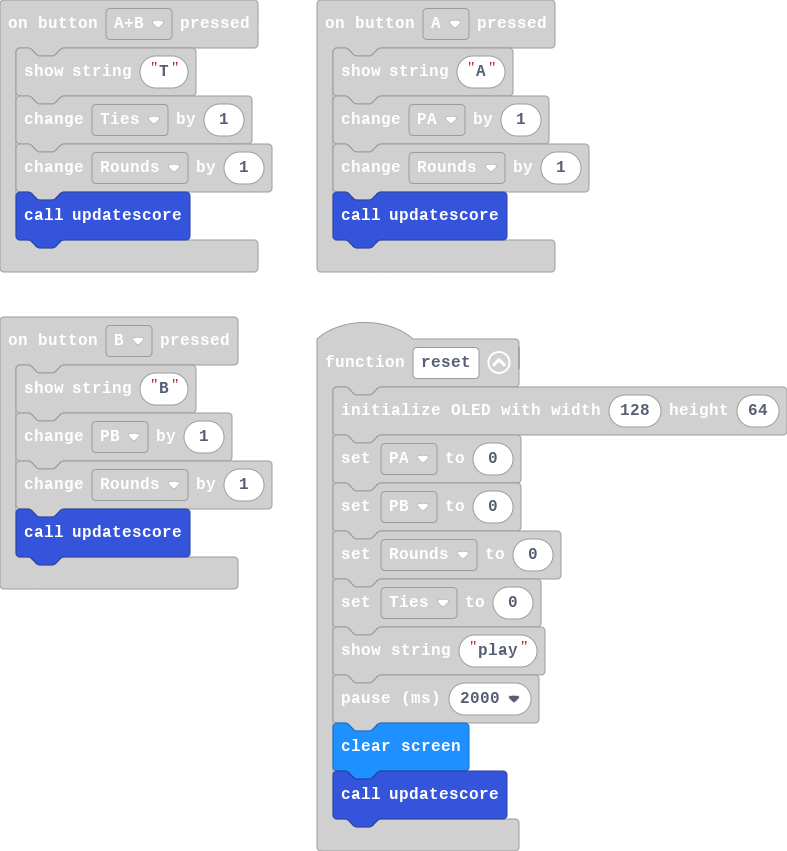 on button A+B pressed
show string "T"
change Ties by 1
change Rounds by 1
call updatescore
on button A pressed
show string "A"
change PA by 1
change Rounds by 1
call updatescore
on button B pressed
show string "B"
change PB by 1
change Rounds by 1
call updatescore
function reset
initialize OLED with width 128 height 64
set PA to 0
set PB to 0
set Rounds to 0
set Ties to 0
show string "play"
pause (ms) 2000
clear screen
call updatescore